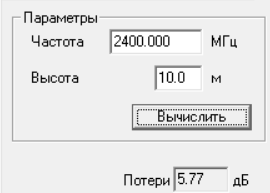 Параметры
Частота 2400.000 МГц
Высота 10.0 м
Вычислить
Потери 5.77 дБ